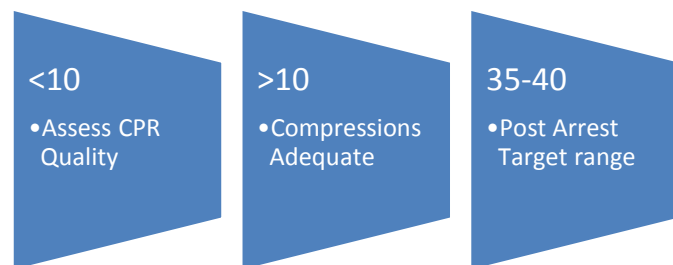 <10
•Assess CPR
Quality
>10
•Compressions
Adequate
35-40
•Post Arrest
Target range